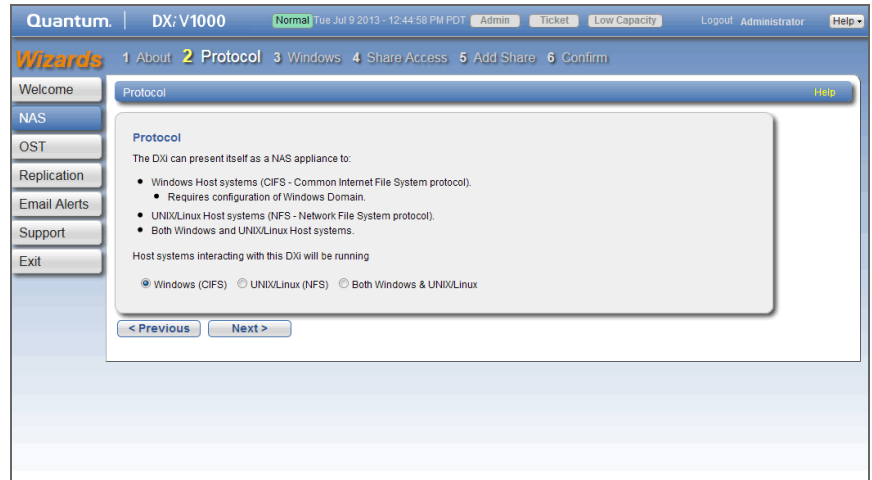 Quantum. DXi V1000 Normal Tue Jul 9 2013 - 12:44:58 PM PDT Admin Ticket Low Capacity Logout Administrator Help
Wizards 1 About 2 Protocol 3 Windows 4 Share Access 5 Add Share 6 Confirm
Welcome
NAS
OST
Replication
Email Alerts
Support
Exit
Protocol Help
Protocol
The DXi can present itself as a NAS appliance to:
Windows Host systems (CIFS - Common Internet File System protocol).
Requires configuration of Windows Domain.
UNIX/Linux Host systems (NFS - Network File System protocol).
Both Windows and UNIX/Linux Host systems.
Host systems interacting with this DXi will be running
Windows (CIFS) UNIX/Linux (NFS) Both Windows & UNIX/Linux
< Previous Next >